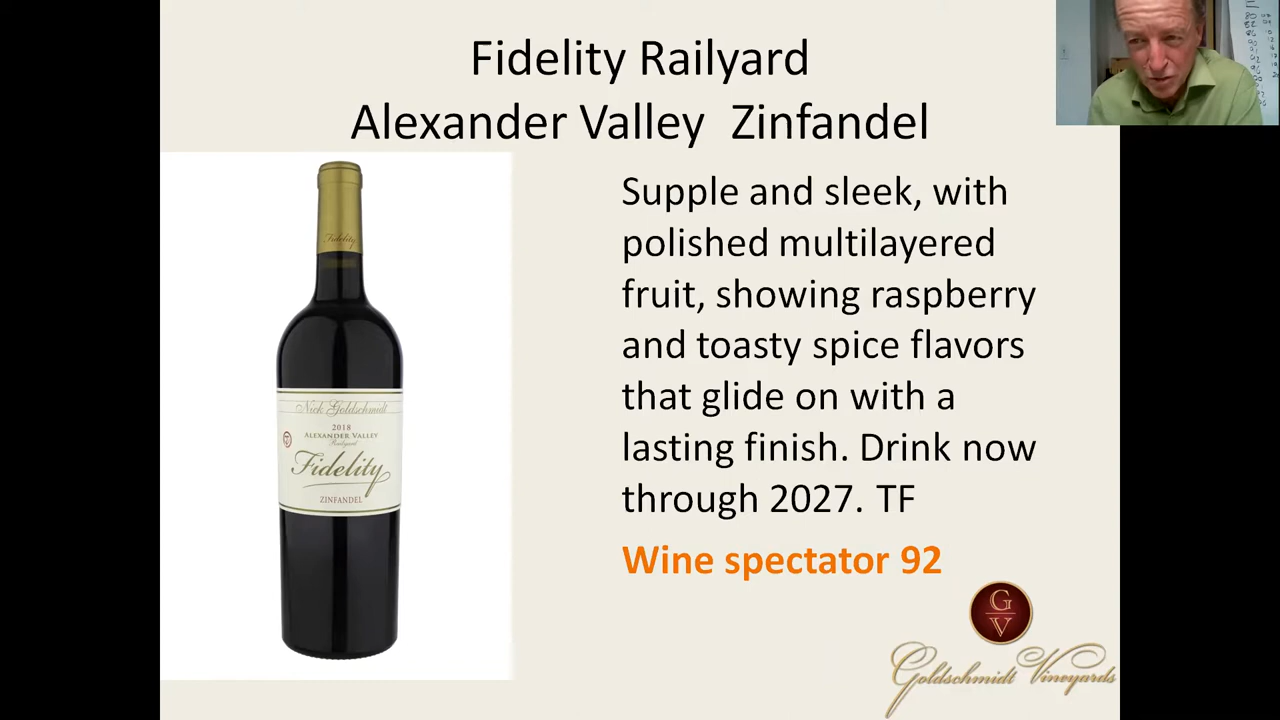 Fidelity Railyard
Alexander Valley Zinfandel
Supple and sleek, with
polished multilayered
fruit, showing raspberry
and toasty spice flavors
that glide on with a
lasting finish. Drink now
through 2027. TF
Wine spectator 92
Fidelity
Nick Goldschmidt
2018
ALEXANDER VALLEY
Railyard
Fidelity
ZINFANDEL
G
V
Goldschmidt Vineyards